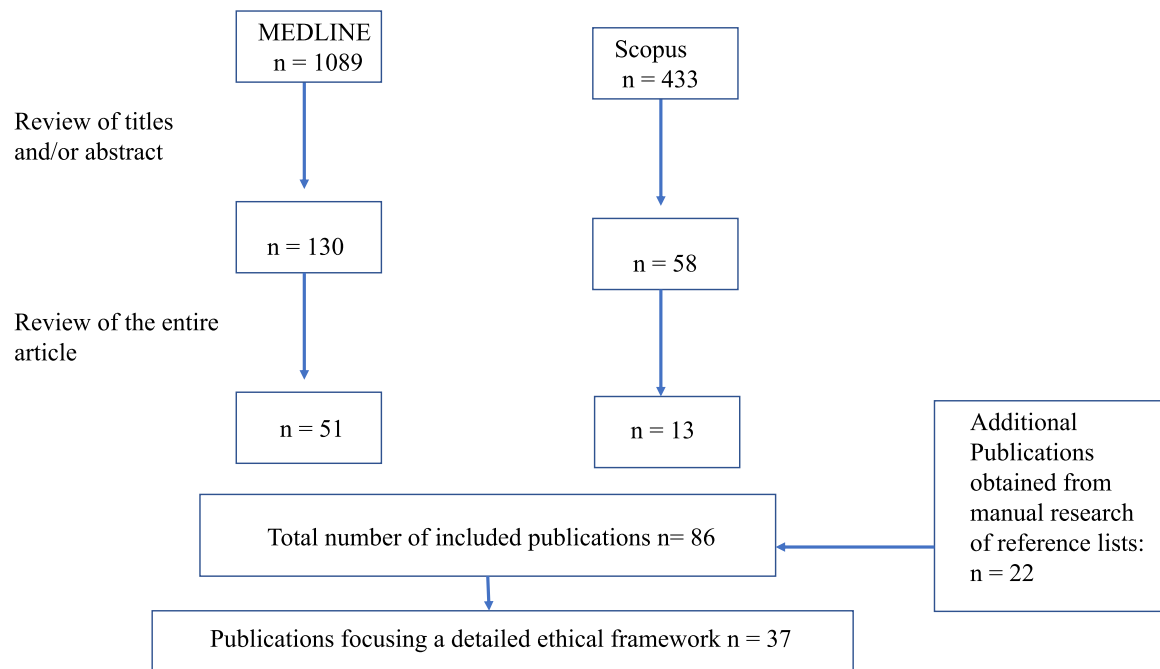 MEDLINE
n = 1089
Scopus
n = 433
Review of titles
and/or abstract
n = 130
n = 58
Review of the entire
article
n = 51
n = 13
Additional
Publications
obtained from
manual research
of reference lists:
n = 22
Total number of included publications n= 86
Publications focusing a detailed ethical framework n = 37